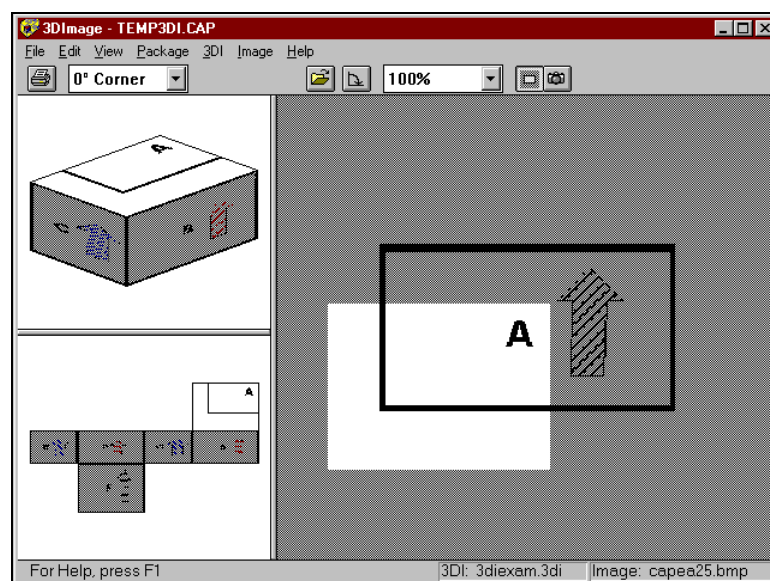 3DImage - TEMP3DI.CAP
File Edit View Package 3DI Image Help
0° Corner 100%
A
B
A
A
For Help, press F1 3DI: 3diexam.3di Image: capea25.bmp